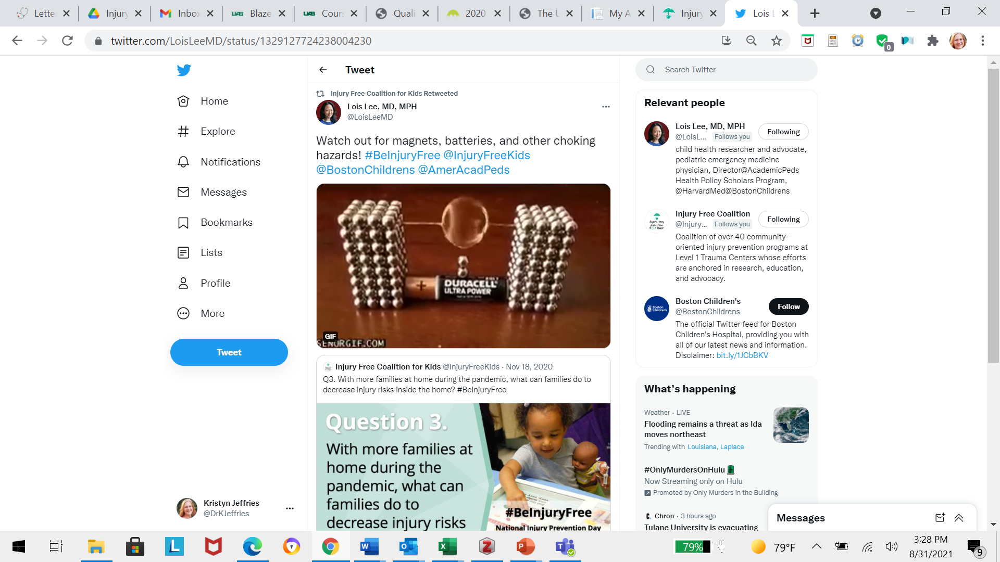 Letter
Injury
Inbox
UAB Blaze
UAB Cour
Quali
2020
The U
My A
Injury
Lois L
twitter.com/LoisLeeMD/status/1329127724238004230
0
Tweet
Search Twitter
Home
Explore
Notifications
Messages
Bookmarks
Lists
Profile
More
Tweet
Kristyn Jeffries
@DrKJeffries
Injury Free Coalition for Kids Retweeted
Lois Lee, MD, MPH
@LoisLeeMD
Watch out for magnets, batteries, and other choking
hazards! #BeInjuryFree @InjuryFreeKids
@BostonChildrens @AmerAcadPeds
+ DURACELL
ULTRA POWER
GIF
SENORGIF.COM
Injury Free Coalition for Kids @InjuryFreeKids · Nov 18, 2020
Q3. With more families at home during the pandemic, what can families do to
decrease injury risks inside the home? #BeInjuryFree
Question 3.
With more families at
home during the
pandemic, what can
families do to
decrease injury risks
#BeInjuryFree
National Injury Prevention Day
Relevant people
Lois Lee, MD, MPH
@LoisL... Follows you
Following
child health researcher and advocate,
pediatric emergency medicine
physician, Director@AcademicPeds
Health Policy Scholars Program,
@HarvardMed@BostonChildrens
injury free
coalition
for kids
Injury Free Coalition
@Injury... Follows you
Following
Coalition of over 40 community-
oriented injury prevention programs at
Level 1 Trauma Centers whose efforts
are anchored in research, education,
and advocacy.
Boston
Children's
Boston Children's
@BostonChildrens
Follow
The official Twitter feed for Boston
Children's Hospital, providing you with
all of our latest news and information.
Disclaimer: bit.ly/1JCbBKV
What's happening
Weather · LIVE
Flooding remains a threat as Ida
moves northeast
Trending with Louisiana, Laplace
#OnlyMurdersOnHulu
Now Streaming only on Hulu
Promoted by Only Murders in the Building
Chron · 3 hours ago
Tulane University is evacuating
Messages
L
W
O
X
Z
P
T
79%
79°F
3:28 PM
8/31/2021
9